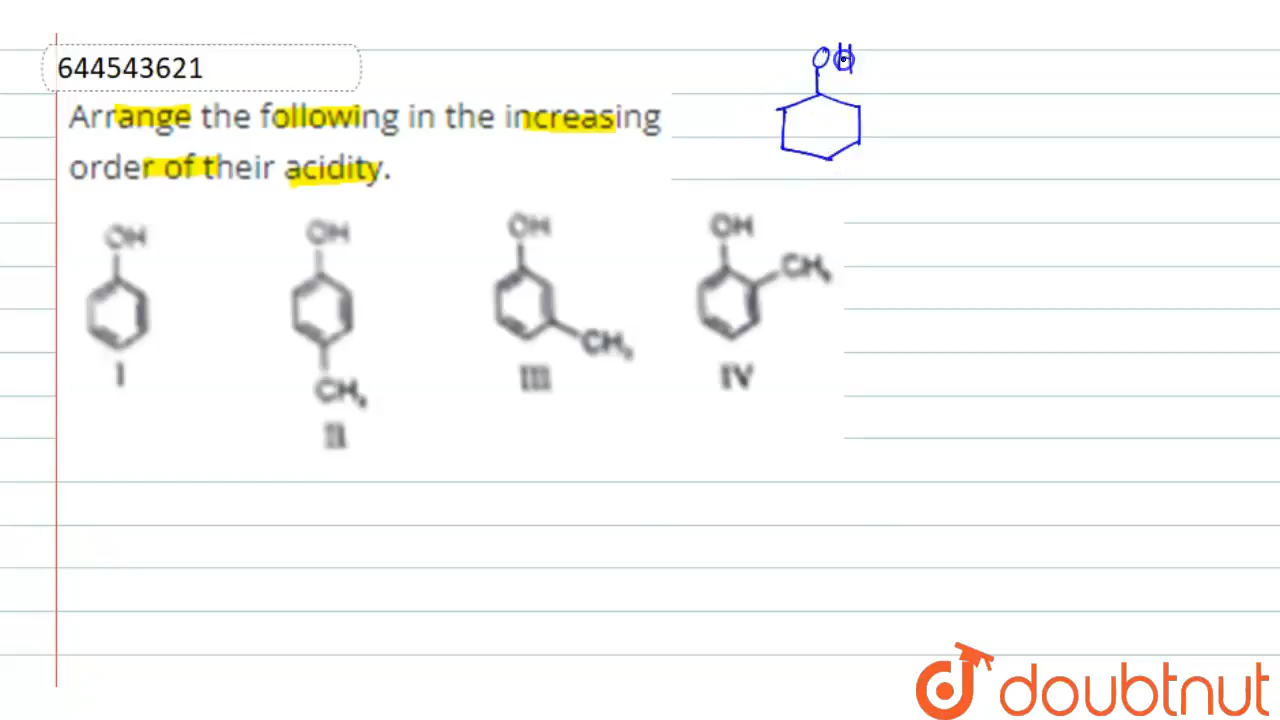 644543621
Arrange the following in the increasing
order of their acidity.
OH
OH
OH
OH
OH
CH3
CH3
CH3
I
II
III
IV
doubtnut